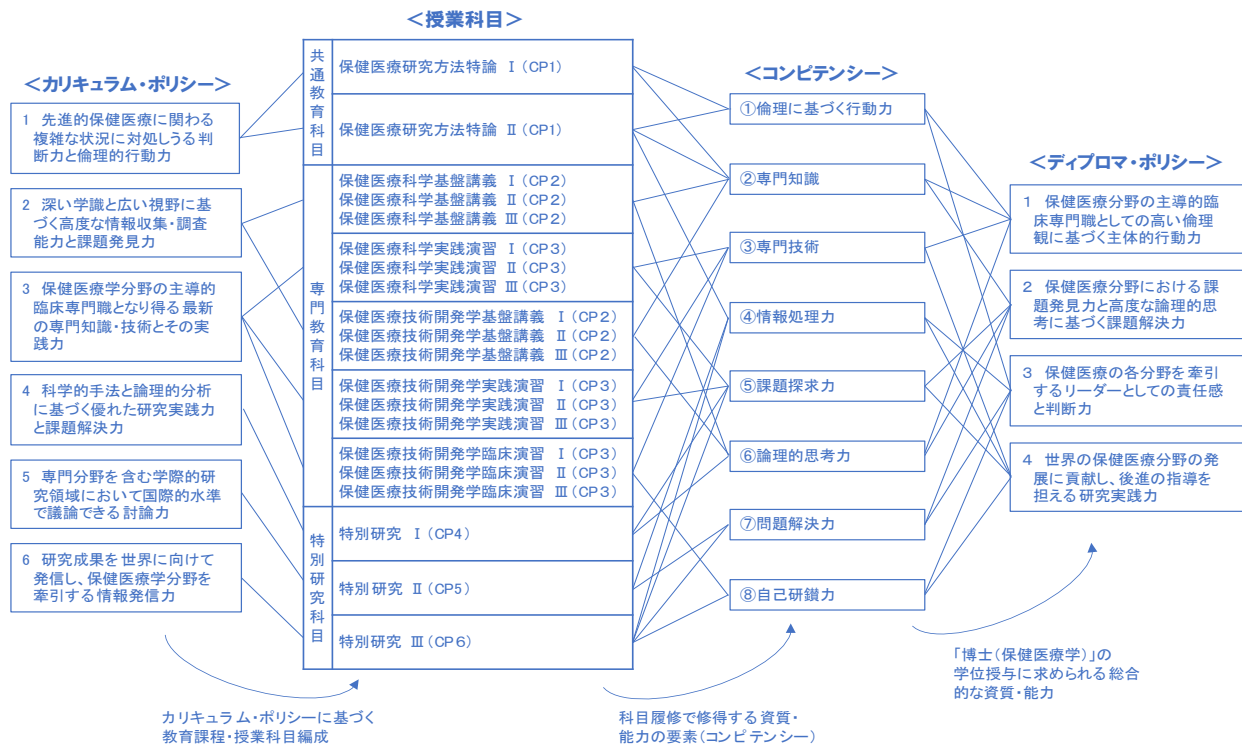 ＜カリキュラム・ポリシー＞
1 先進的保健医療に関わる
複雑な状況に対処しうる判
断力と倫理的行動力
2 深い学識と広い視野に基
づく高度な情報収集・調査
能力と課題発見力
3 保健医療学分野の主導的
臨床専門職となり得る最新
の専門知識・技術とその実
践力
4 科学的手法と論理的分析
に基づく優れた研究実践力
と課題解決力
5 専門分野を含む学際的研
究領域において国際的水準
で議論できる討論力
6 研究成果を世界に向けて
発信し、保健医療学分野を
牽引する情報発信力
＜授業科目＞
共通教育科目
保健医療研究方法特論 Ⅰ（CP1）
保健医療研究方法特論 Ⅱ（CP1）
専門教育科目
保健医療科学基盤講義 Ⅰ（CP2）
保健医療科学基盤講義 Ⅱ（CP2）
保健医療科学基盤講義 Ⅲ（CP2）
保健医療科学実践演習 Ⅰ（CP3）
保健医療科学実践演習 Ⅱ（CP3）
保健医療科学実践演習 Ⅲ（CP3）
保健医療技術開発学基盤講義 Ⅰ（CP2）
保健医療技術開発学基盤講義 Ⅱ（CP2）
保健医療技術開発学基盤講義 Ⅲ（CP2）
保健医療技術開発学実践演習 Ⅰ（CP3）
保健医療技術開発学実践演習 Ⅱ（CP3）
保健医療技術開発学実践演習 Ⅲ（CP3）
保健医療技術開発学臨床演習 Ⅰ（CP3）
保健医療技術開発学臨床演習 Ⅱ（CP3）
保健医療技術開発学臨床演習 Ⅲ（CP3）
特別研究科目
特別研究 Ⅰ（CP4）
特別研究 Ⅱ（CP5）
特別研究 Ⅲ（CP6）
＜コンピテンシー＞
①倫理に基づく行動力
②専門知識
③専門技術
④情報処理力
⑤課題探求力
⑥論理的思考力
⑦問題解決力
⑧自己研鑽力
＜ディプロマ・ポリシー＞
1 保健医療分野の主導的臨
床専門職としての高い倫理
観に基づく主体的行動力
2 保健医療分野における課
題発見力と高度な論理的思
考に基づく課題解決力
3 保健医療の各分野を牽引
するリーダーとしての責任感
と判断力
4 世界の保健医療分野の発
展に貢献し、後進の指導を
担える研究実践力
カリキュラム・ポリシーに基づく
教育課程・授業科目編成
科目履修で修得する資質・
能力の要素（コンピテンシー）
「博士（保健医療学）」の
学位授与に求められる総合
的な資質・能力